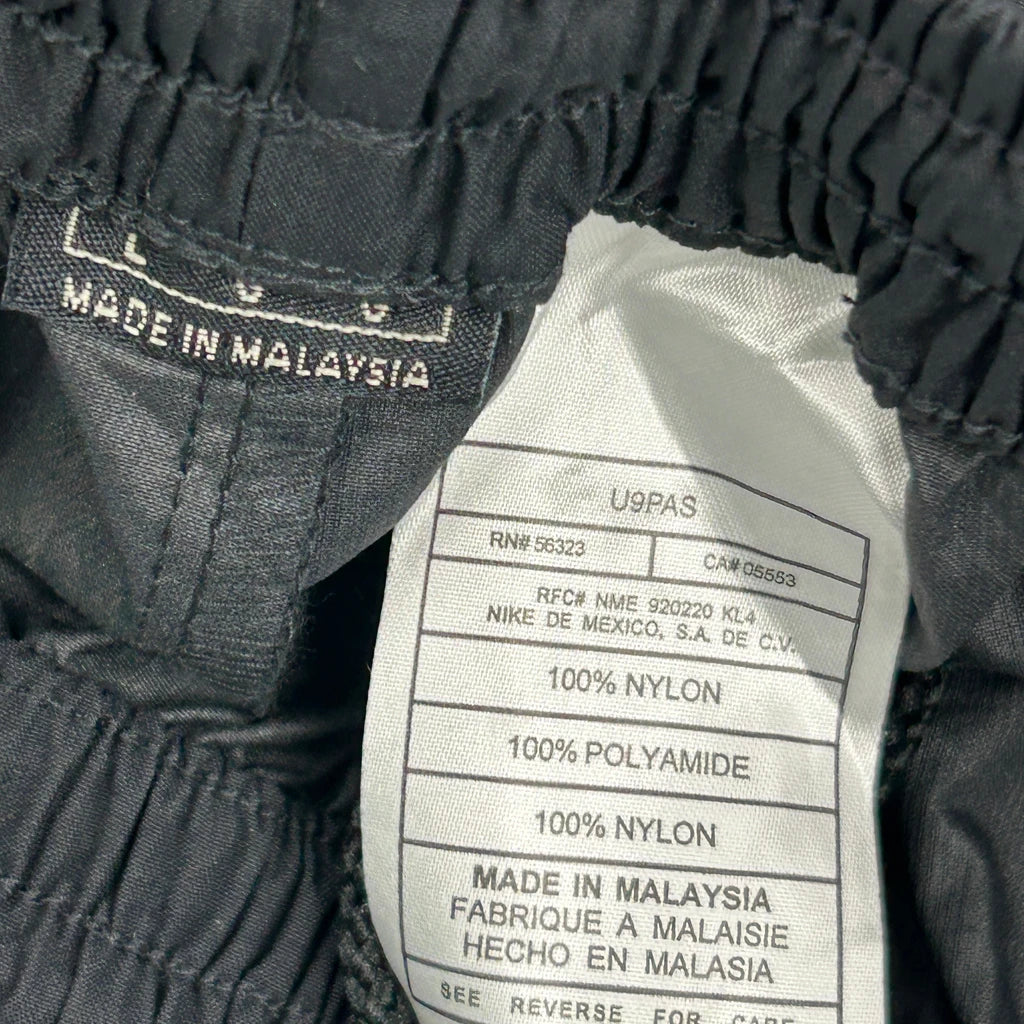 L G G
MADE IN MALAYSIA
U9PAS
RN# 56323 CA# 05553
RFC# NME 920220 KL4
NIKE DE MEXICO, S.A. DE C.V.
100% NYLON
100% POLYAMIDE
100% NYLON
MADE IN MALAYSIA
FABRIQUE A MALAISIE
HECHO EN MALASIA
SEE REVERSE FOR CARE